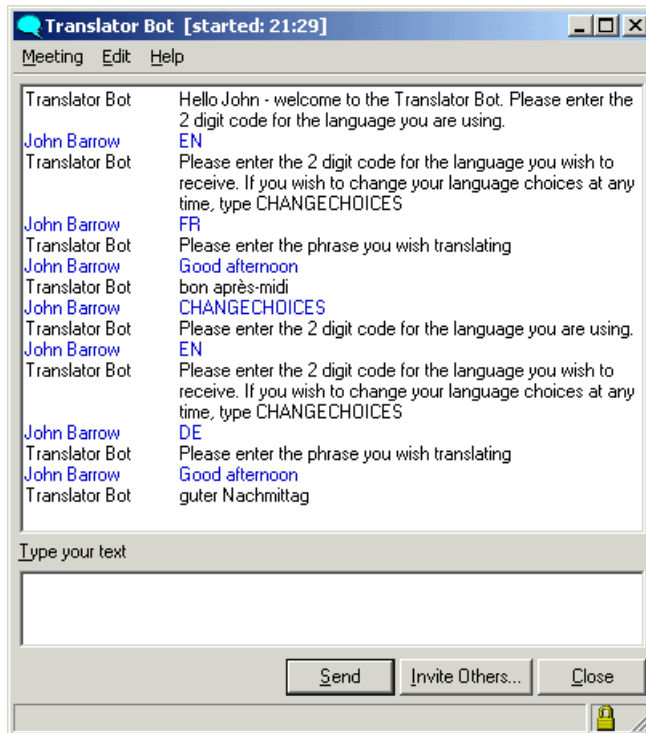 Translator Bot [started: 21:29]
Meeting Edit Help
Translator Bot Hello John - welcome to the Translator Bot. Please enter the
2 digit code for the language you are using.
John Barrow EN
Translator Bot Please enter the 2 digit code for the language you wish to
receive. If you wish to change your language choices at any
time, type CHANGECHOICES
John Barrow FR
Translator Bot Please enter the phrase you wish translating
John Barrow Good afternoon
Translator Bot bon après-midi
John Barrow CHANGECHOICES
Translator Bot Please enter the 2 digit code for the language you are using.
John Barrow EN
Translator Bot Please enter the 2 digit code for the language you wish to
receive. If you wish to change your language choices at any
time, type CHANGECHOICES
John Barrow DE
Translator Bot Please enter the phrase you wish translating
John Barrow Good afternoon
Translator Bot guter Nachmittag
Type your text
Send Invite Others... Close